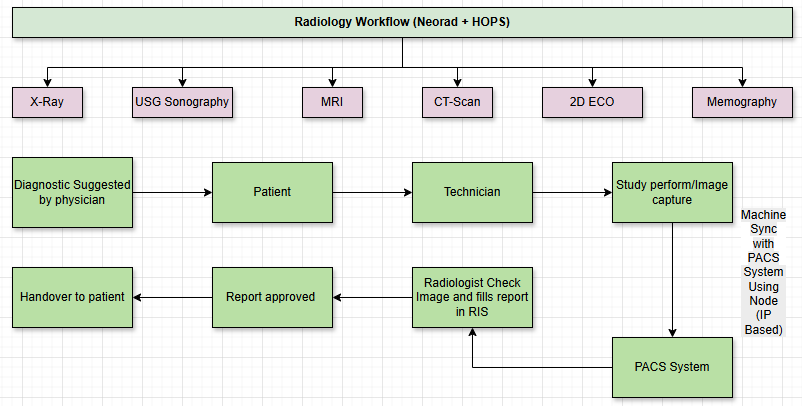 Radiology Workflow (Neorad + HOPS)
X-Ray
USG Sonography
MRI
CT-Scan
2D ECO
Memography
Diagnostic Suggested
by physician
Patient
Technician
Study perform/Image
capture
Machine
Sync
with
PACS
System
Using
Node
(IP
Based)
Handover to patient
Report approved
Radiologist Check
Image and fills report
in RIS
PACS System